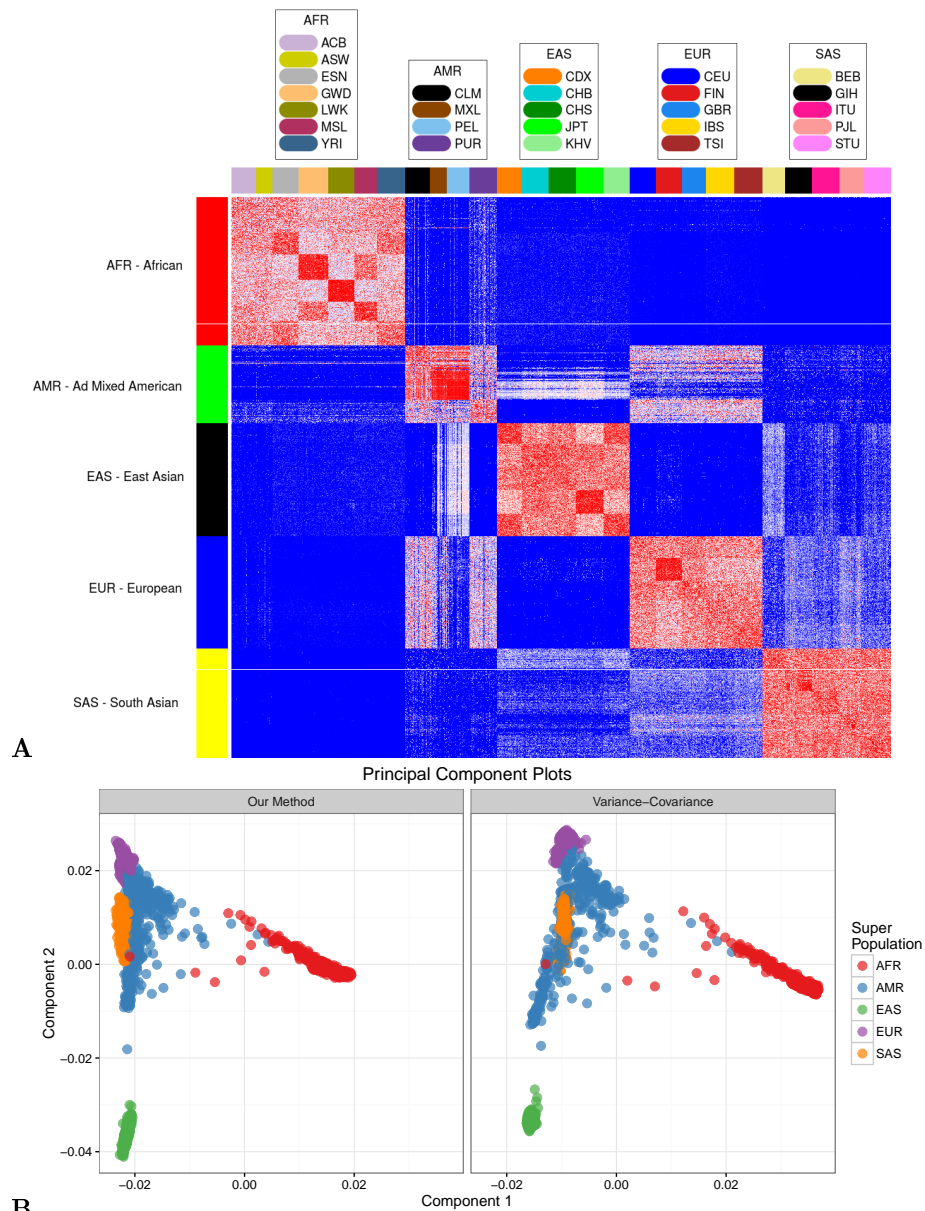 AFR
ACB
ASW
ESN
GWD
LWK
MSL
YRI
AMR
CLM
MXL
PEL
PUR
EAS
CDX
CHB
CHS
JPT
KHV
EUR
CEU
FIN
GBR
IBS
TSI
SAS
BEB
GIH
ITU
PJL
STU
AFR - African
AMR - Ad Mixed American
EAS - East Asian
EUR - European
SAS - South Asian
A
Principal Component Plots
Our Method
Variance−Covariance
Component 2
0.02
0.00
−0.02
−0.04
−0.02
0.00
0.02
−0.02
0.00
0.02
Component 1
Super
Population
AFR
AMR
EAS
EUR
SAS
B